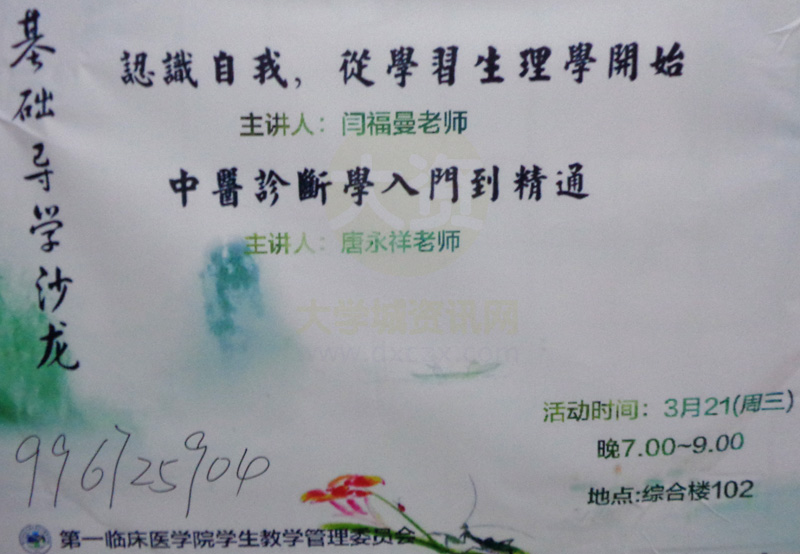 基础导学沙龙
認識自我，從學習生理學開始
主讲人：闫福曼老师
中醫診斷學入門到精通
主讲人：唐永祥老师
大学城资讯网
活动时间：3月21(周三)
晚7.00~9.00
地点:综合楼102
996725904
第一临床医学院学生教学管理委员会